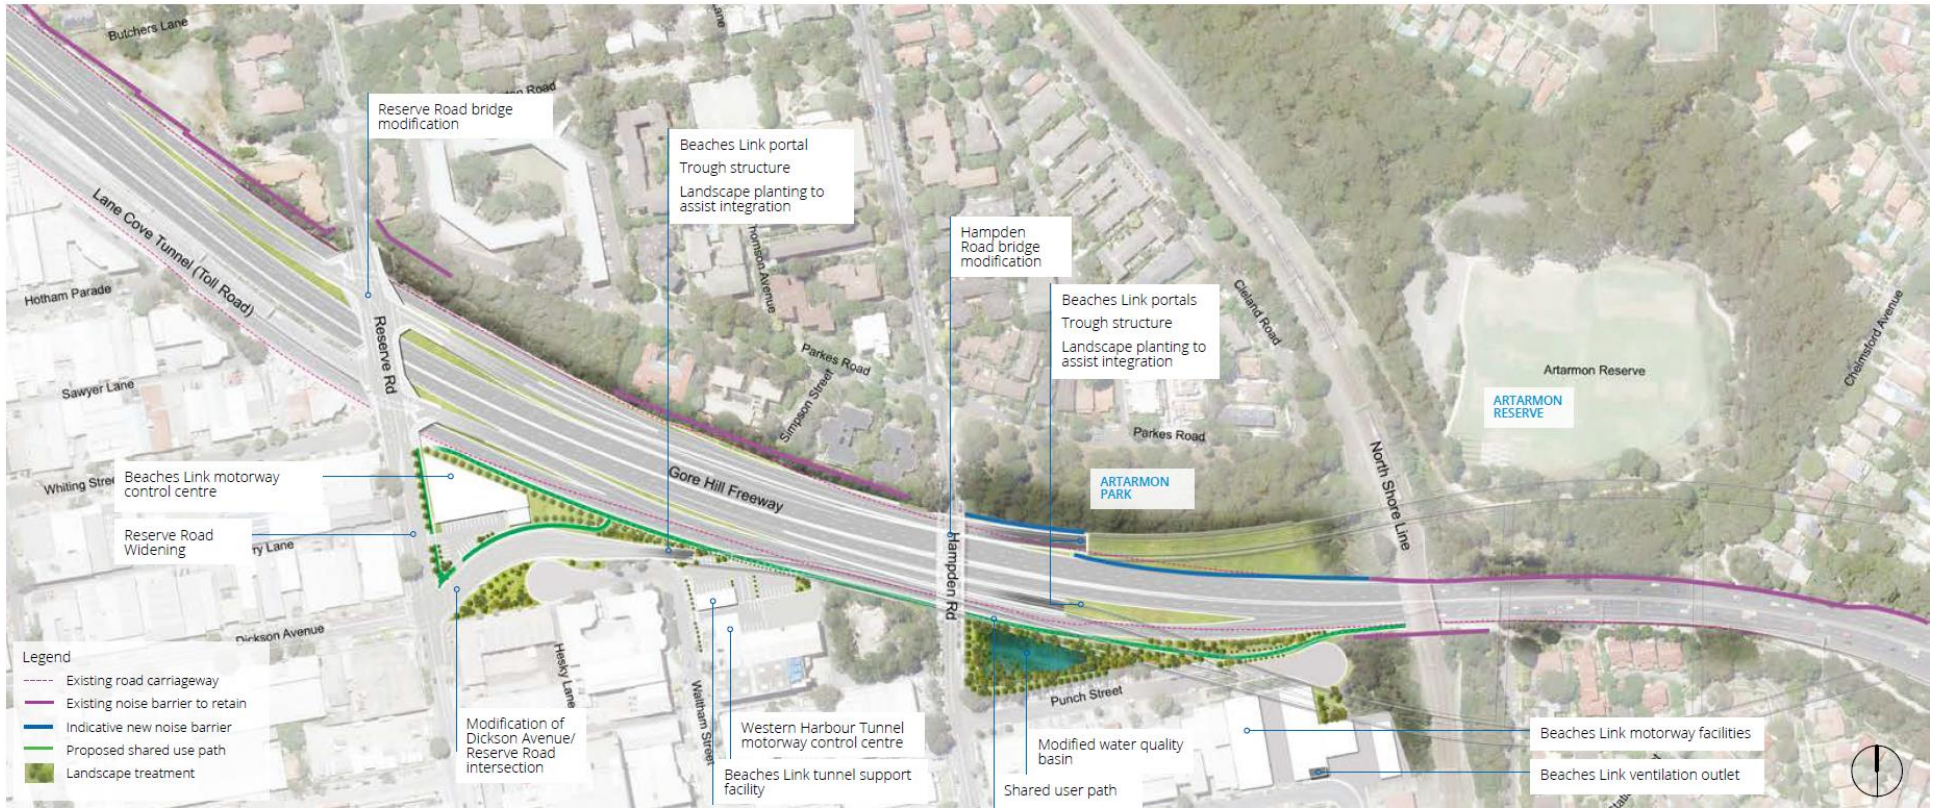 Butchers Lane
Lane
Road
Reserve Road bridge
modification
Beaches Link portal
Trough structure
Landscape planting to
assist integration
Hampden
Road bridge
modification
Beaches Link portals
Trough structure
Landscape planting to
assist integration
Lane Cove Tunnel (Toll Road)
Hotham Parade
Reserve Rd
Sawyer Lane
Avenue
Parkes Road
Simpson Street
Cleland Road
Parkes Road
Artarmon Reserve
ARTARMON
RESERVE
Chelmsford Avenue
Beaches Link motorway
control centre
Whiting
Gore Hill Freeway
ARTARMON
PARK
North Shore Line
Reserve Road
Widening
Lane
Hampden Rd
Dickson Avenue
Hesky Lane
Waltham Street
Punch Street
Legend
Existing road carriageway
Existing noise barrier to retain
Indicative new noise barrier
Proposed shared use path
Landscape treatment
Modification of
Dickson Avenue/
Reserve Road
intersection
Western Harbour Tunnel
motorway control centre
Beaches Link tunnel support
facility
Modified water quality
basin
Shared user path
Beaches Link motorway facilities
Beaches Link ventilation outlet